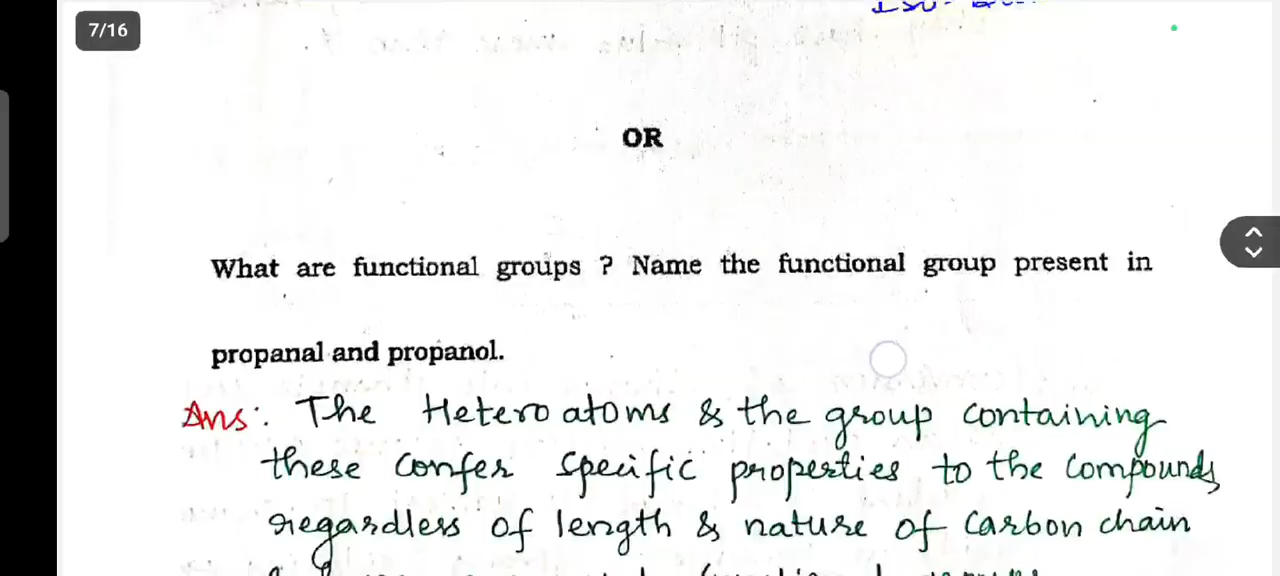 7/16
OR
What are functional groups ? Name the functional group present in
propanal and propanol.
Ans: The Hetero atoms & the group containing
these confer specific properties to the compounds
regardless of length & nature of carbon chain